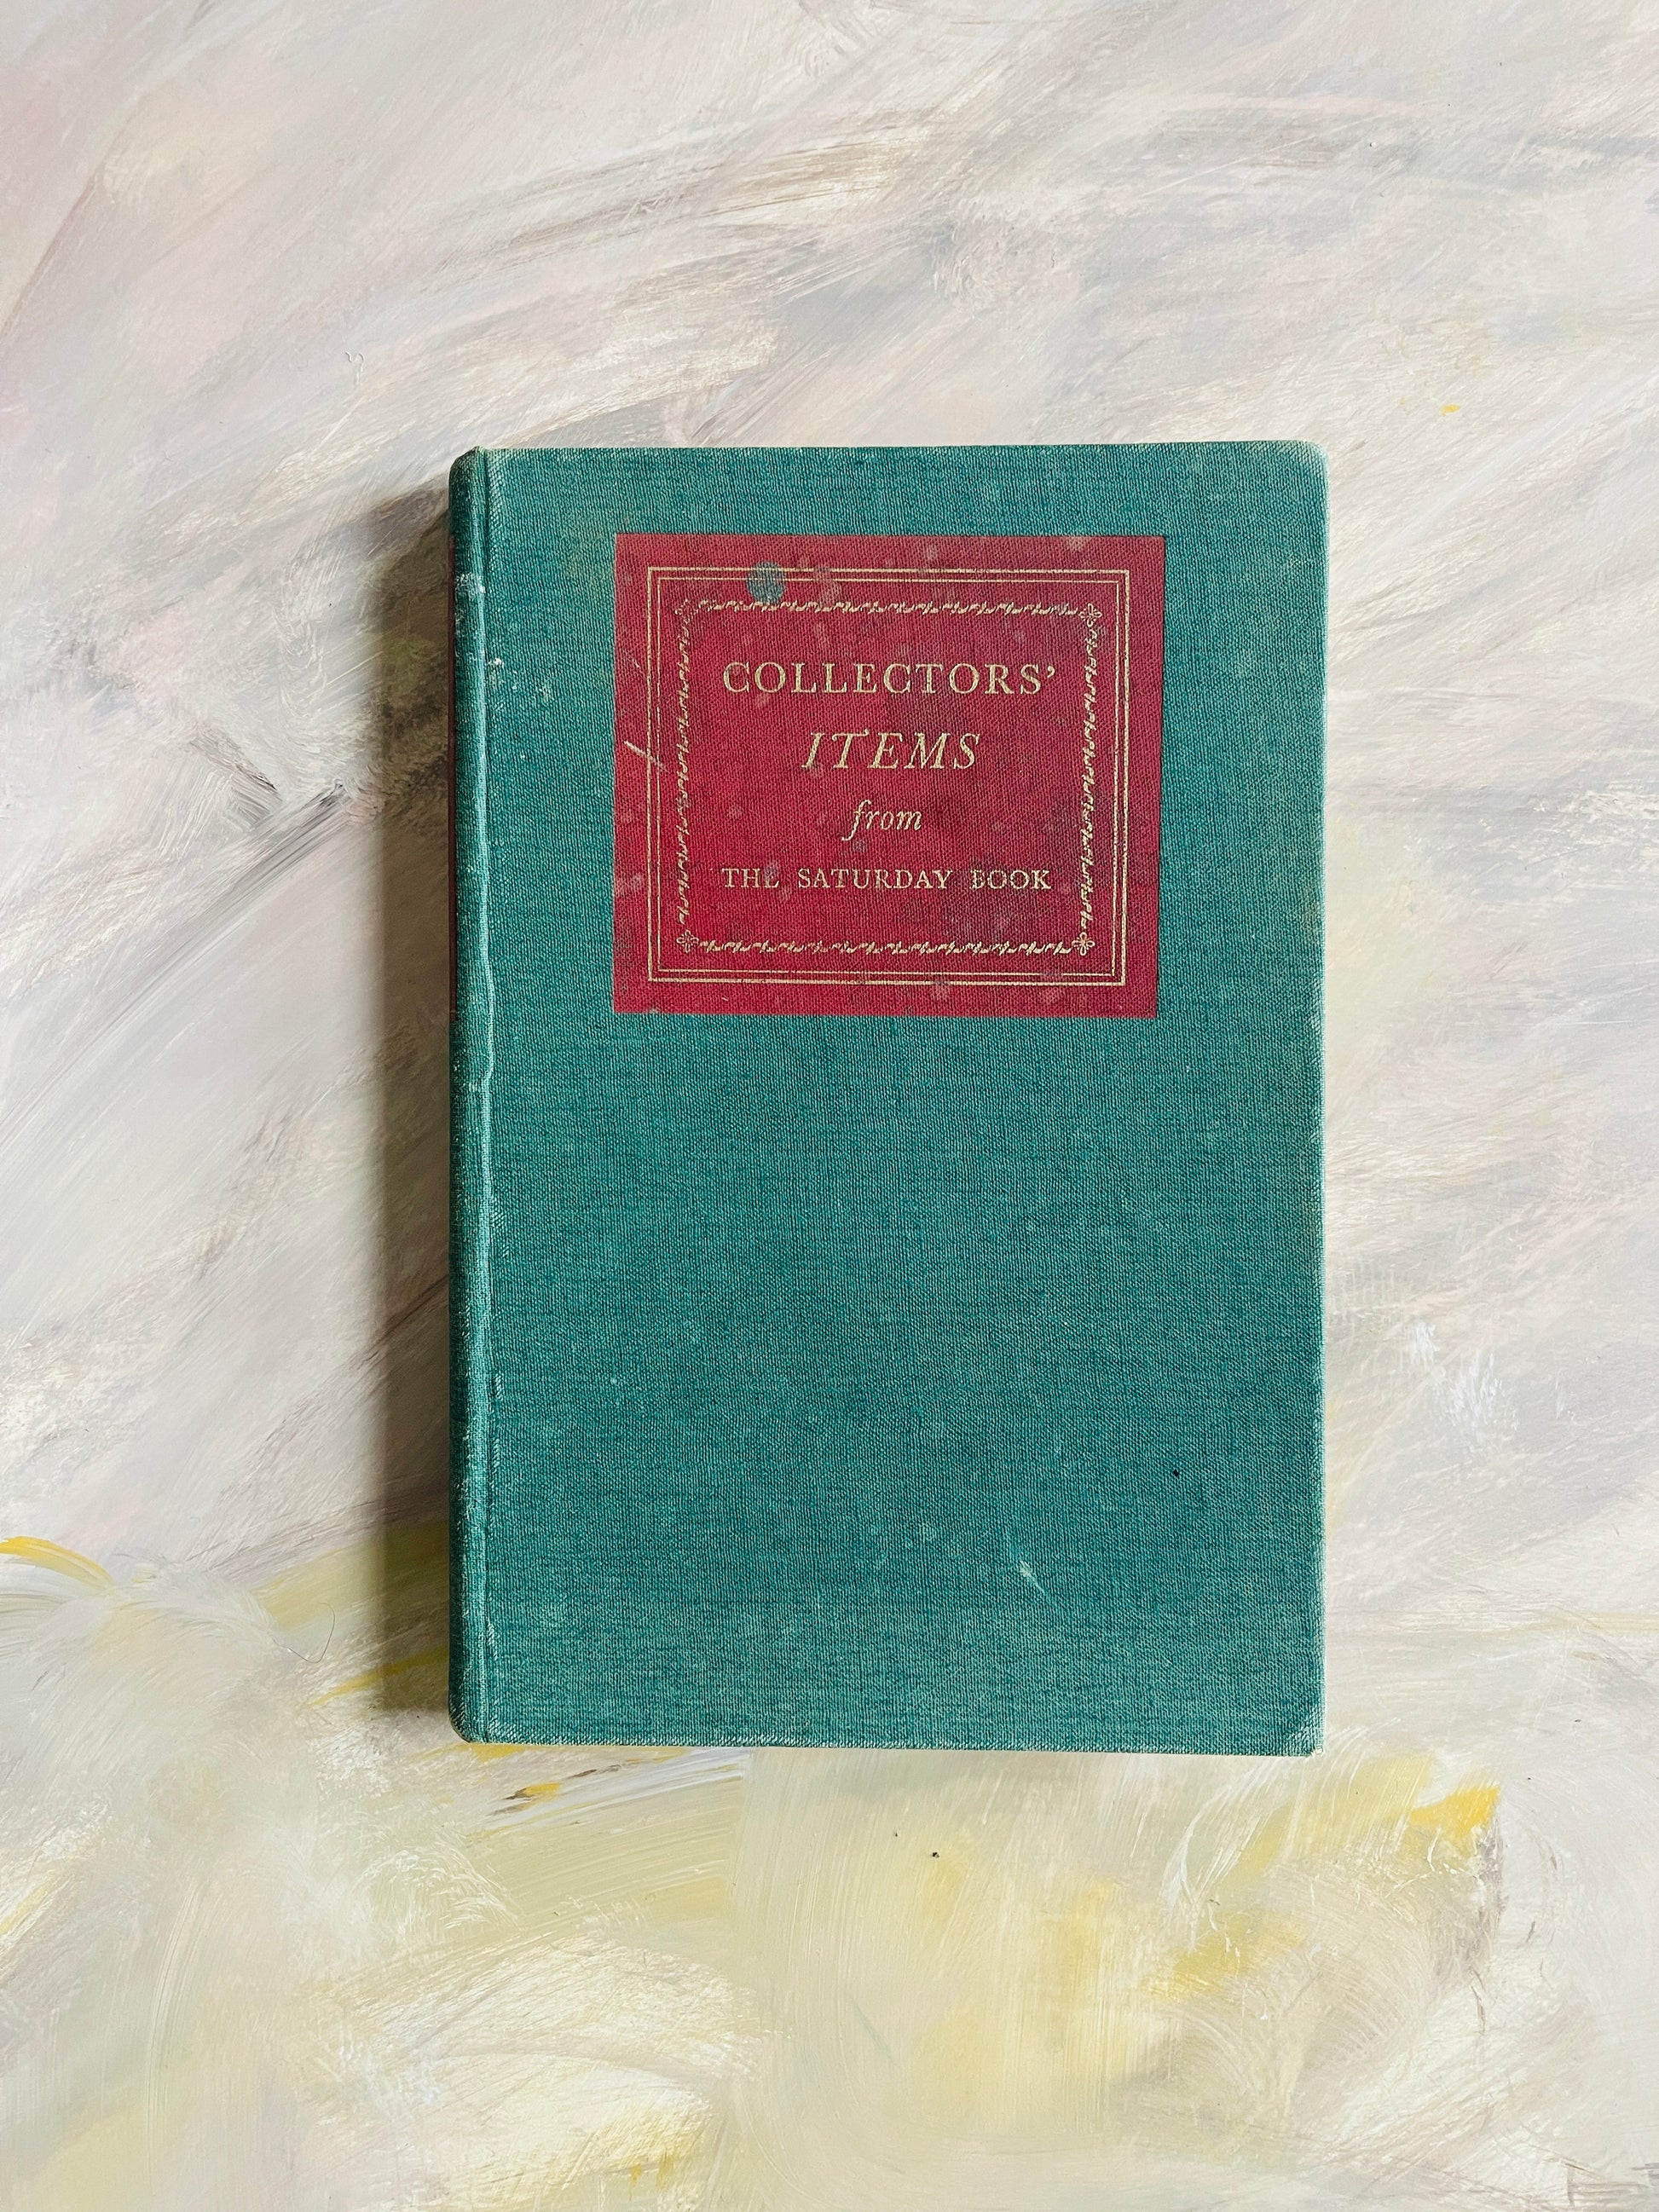 COLLECTORS’
ITEMS
from
THE SATURDAY BOOK